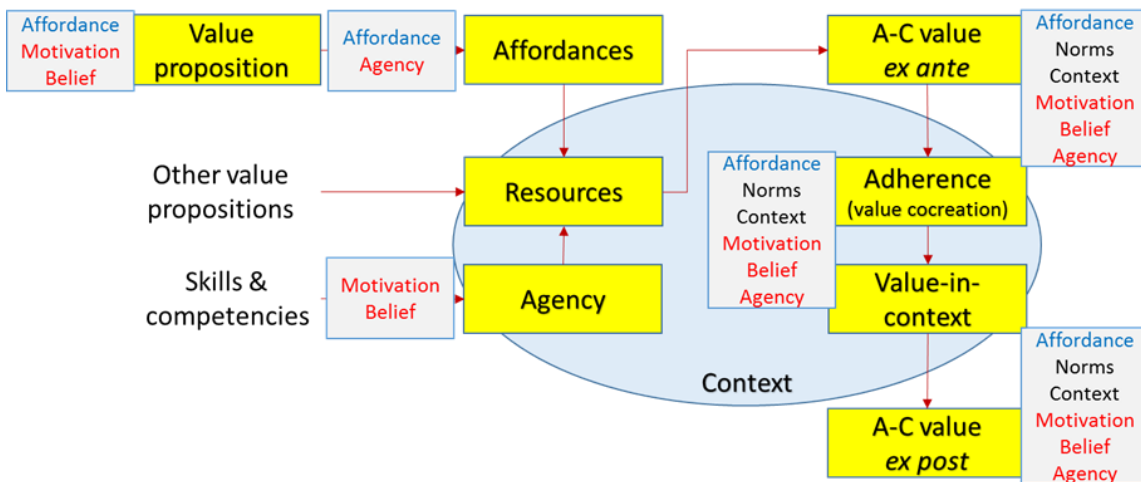 Affordance
Motivation
Belief
Value
proposition
Affordance
Agency
Affordances
A-C value
ex ante
Affordance
Norms
Context
Motivation
Belief
Agency
Other value
propositions
Resources
Affordance
Norms
Context
Motivation
Belief
Agency
Adherence
(value cocreation)
Skills &
competencies
Motivation
Belief
Agency
Value-in-
context
Context
A-C value
ex post
Affordance
Norms
Context
Motivation
Belief
Agency